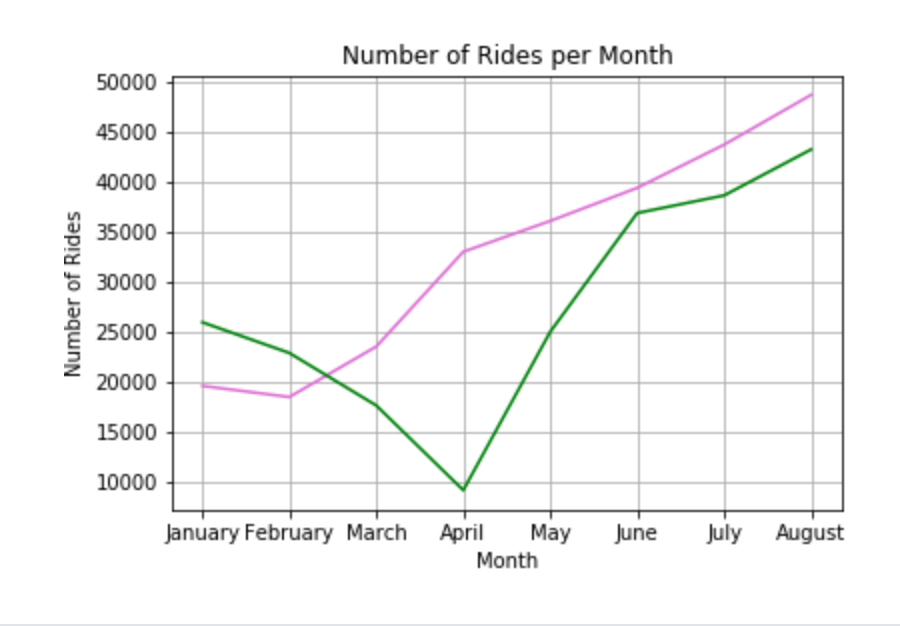 Number of Rides per Month
Number of Rides
50000
45000
40000
35000
30000
25000
20000
15000
10000
January February March April May June July August
Month